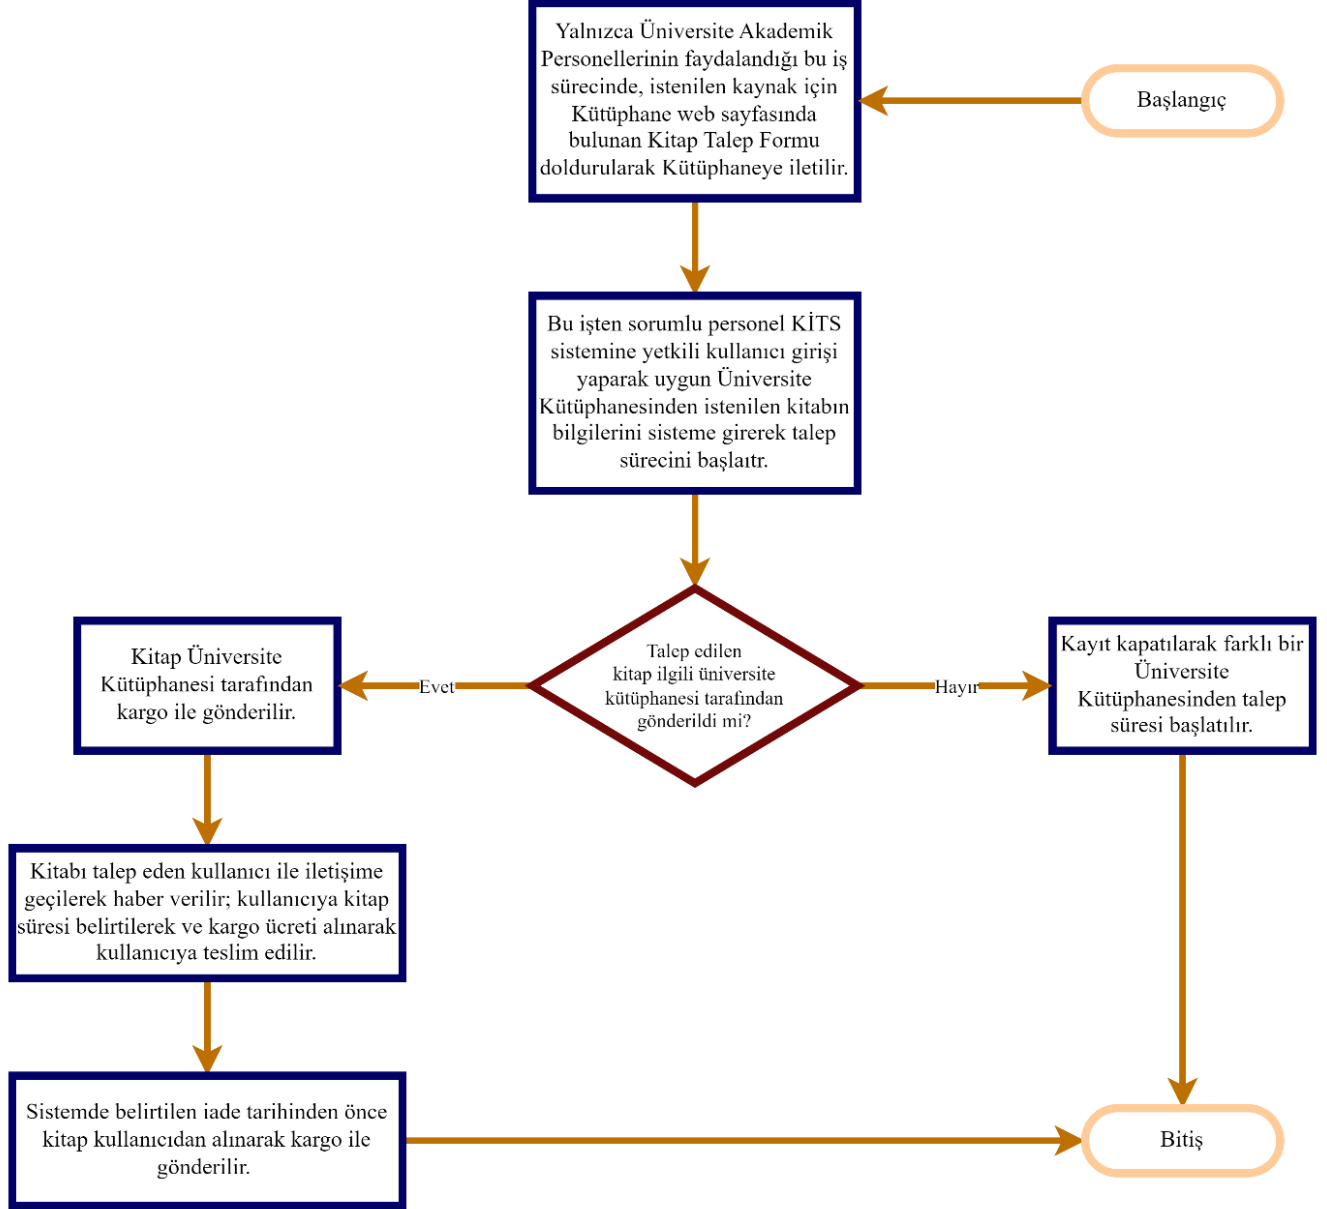 Yalnızca Üniversite Akademik
Personellerinin faydalandığı bu iş
sürecinde, istenilen kaynak için
Kütüphane web sayfasında
bulunan Kitap Talep Formu
doldurularak Kütüphaneye iletilir.
Başlangıç
Bu işten sorumlu personel KİTS
sistemine yetkili kullanıcı girişi
yaparak uygun Üniversite
Kütüphanesinden istenilen kitabın
bilgilerini sisteme girerek talep
sürecini başlaıtr.
Talep edilen
kitap ilgili üniversite
kütüphanesi tarafından
gönderildi mi?
Evet
Hayır
Kitap Üniversite
Kütüphanesi tarafından
kargo ile gönderilir.
Kayıt kapatılarak farklı bir
Üniversite
Kütüphanesinden talep
süresi başlatılır.
Kitabı talep eden kullanıcı ile iletişime
geçilerek haber verilir; kullanıcıya kitap
süresi belirtilerek ve kargo ücreti alınarak
kullanıcıya teslim edilir.
Sistemde belirtilen iade tarihinden önce
kitap kullanıcıdan alınarak kargo ile
gönderilir.
Bitiş